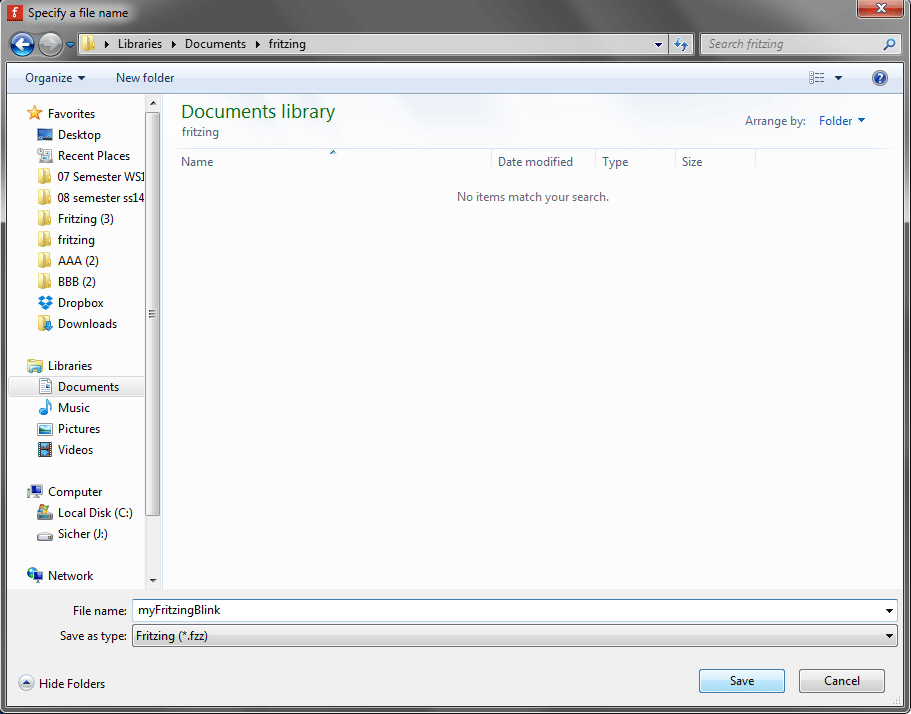 Specify a file name
Libraries Documents fritzing
Search fritzing
Organize New folder
Favorites
Desktop
Recent Places
07 Semester WS1
08 semester ss14
Fritzing (3)
fritzing
AAA (2)
BBB (2)
Dropbox
Downloads
Libraries
Documents
Music
Pictures
Videos
Computer
Local Disk (C:)
Sicher (J:)
Network
Documents library
fritzing
Arrange by: Folder
Name Date modified Type Size
No items match your search.
File name: myFritzingBlink
Save as type: Fritzing (*.fzz)
Hide Folders
Save Cancel